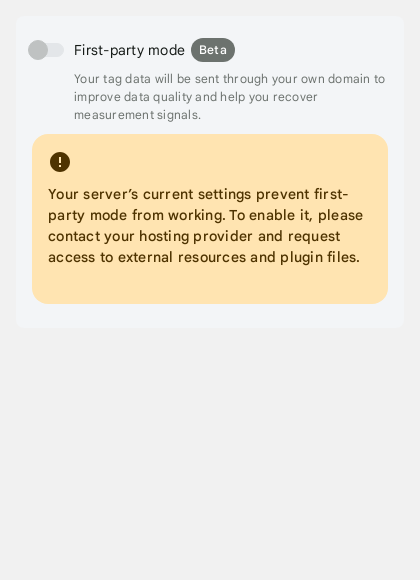 First-party mode Beta
Your tag data will be sent through your own domain to
improve data quality and help you recover
measurement signals.
Your server’s current settings prevent first-
party mode from working. To enable it, please
contact your hosting provider and request
access to external resources and plugin files.